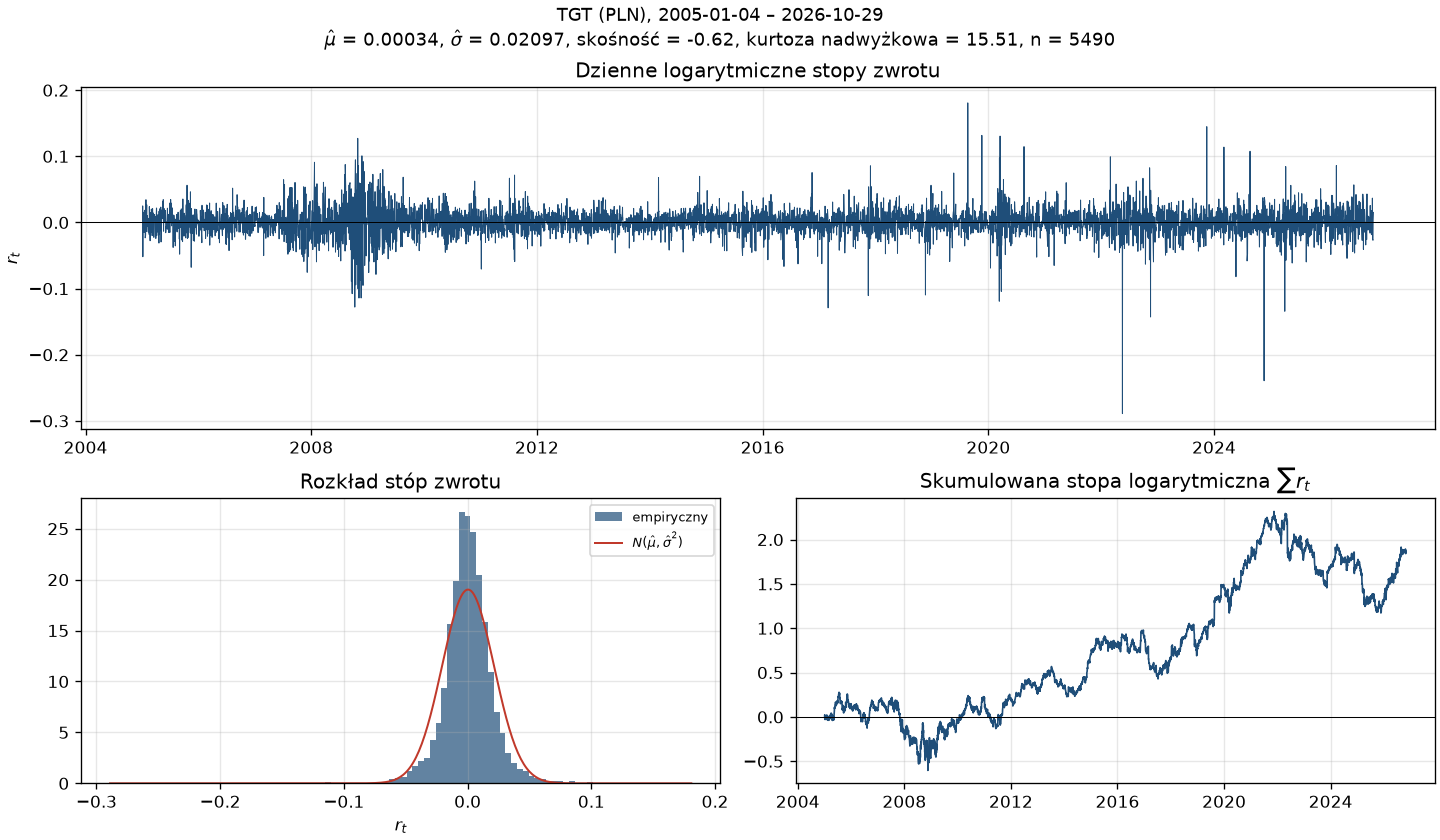 TGT (PLN), 2005-01-04 – 2026-10-29
μ̂ = 0.00034, σ̂ = 0.02097, skośność = -0.62, kurtoza nadwyżkowa = 15.51, n = 5490
Dzienne logarytmiczne stopy zwrotu
0.2
0.1
0.0
−0.1
−0.2
−0.3
r_t
2004 2008 2012 2016 2020 2024
Rozkład stóp zwrotu
empiryczny
N(μ̂, σ̂²)
25
20
15
10
5
0
−0.3 −0.2 −0.1 0.0 0.1 0.2
r_t
Skumulowana stopa logarytmiczna ∑r_t
2.0
1.5
1.0
0.5
0.0
−0.5
2004 2008 2012 2016 2020 2024